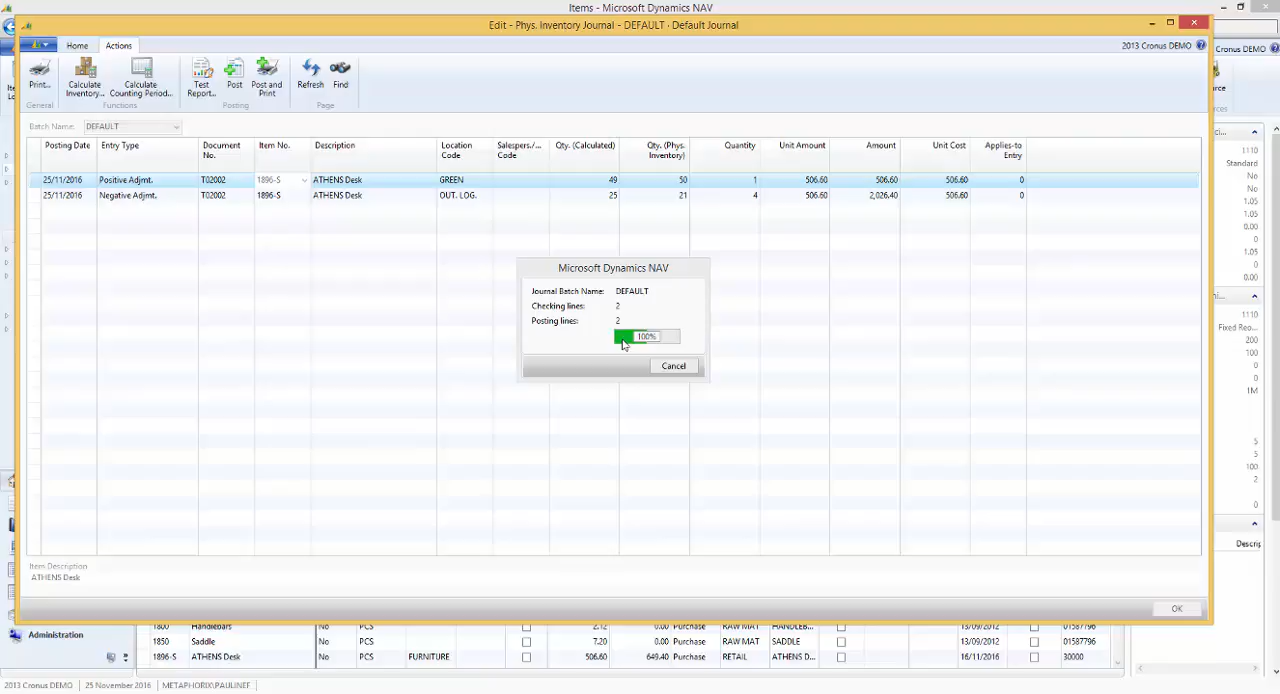 Items - Microsoft Dynamics NAV
Edit - Phys. Inventory Journal - DEFAULT · Default Journal
Home Actions
2013 Cronus DEMO
Cronus DEMO
Print...
Calculate Inventory...
Calculate Counting Period...
Test Report...
Post
Post and Print
Refresh
Find
General Functions Posting Page
Batch Name: DEFAULT
Posting Date Entry Type Document No. Item No. Description Location Code Salespers./... Code Qty. (Calculated) Qty. (Phys. Inventory) Quantity Unit Amount Amount Unit Cost Applies-to Entry
25/11/2016 Positive Adjmt. T02002 1896-S ATHENS Desk GREEN 49 50 1 506.60 506.60 506.60 0
25/11/2016 Negative Adjmt. T02002 1896-S ATHENS Desk OUT. LOG. 25 21 4 506.60 2,026.40 506.60 0
Microsoft Dynamics NAV
Journal Batch Name: DEFAULT
Checking lines: 2
Posting lines: 2
100%
Cancel
1110
Standard
No
No
1.05
1.05
0.00
0
1.05
0
0
0.00
1110
Fixed Reo...
200
100
0
0
1M
5
5
100
2
0
Descrip
Item Description
ATHENS Desk
OK
1800 Handlebars No PCS 2.12 0.00 Purchase RAW MAT HANDLEB... 13/09/2012 01587796
1850 Saddle No PCS 7.20 0.00 Purchase RAW MAT SADDLE 13/09/2012 01587796
1896-S ATHENS Desk No PCS FURNITURE 506.60 649.40 Purchase RETAIL ATHENS D... 16/11/2016 30000
Administration
2013 Cronus DEMO 25 November 2016 METAPHORIX\PAULINEF